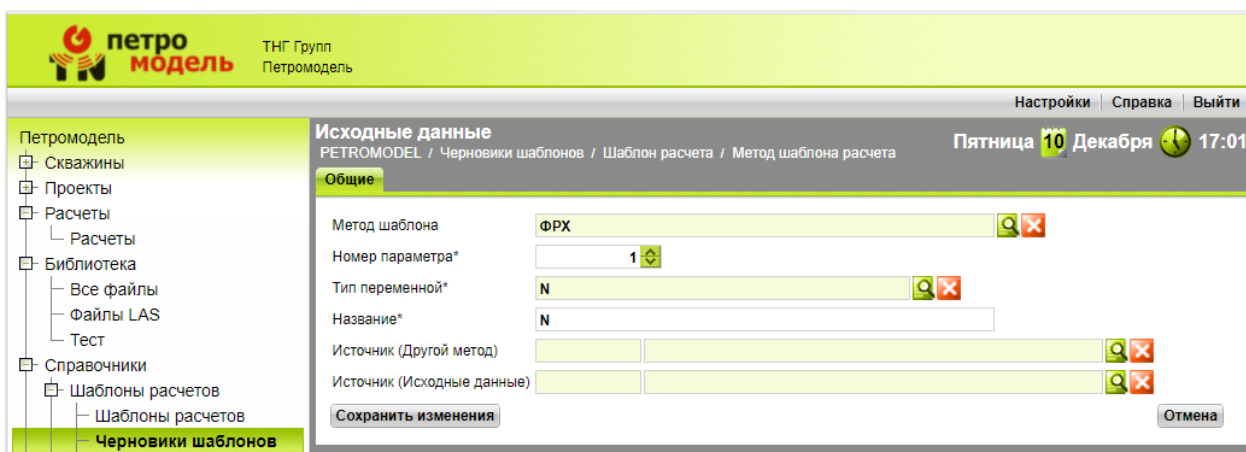 петро
модель
ТНГ Групп
Петромодель
Настройки Справка Выйти
Петромодель
Скважины
Проекты
Расчеты
Расчеты
Библиотека
Все файлы
Файлы LAS
Тест
Справочники
Шаблоны расчетов
Шаблоны расчетов
Черновики шаблонов
Исходные данные
PETROMODEL / Черновики шаблонов / Шаблон расчета / Метод шаблона расчета
Пятница 10 Декабря 17:01
Общие
Метод шаблона ФРХ
Номер параметра* 1
Тип переменной* N
Название* N
Источник (Другой метод)
Источник (Исходные данные)
Сохранить изменения Отмена